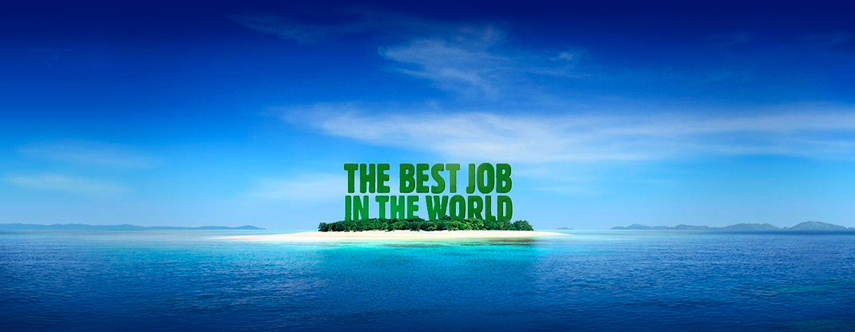 THE BEST JOB
IN THE WORLD